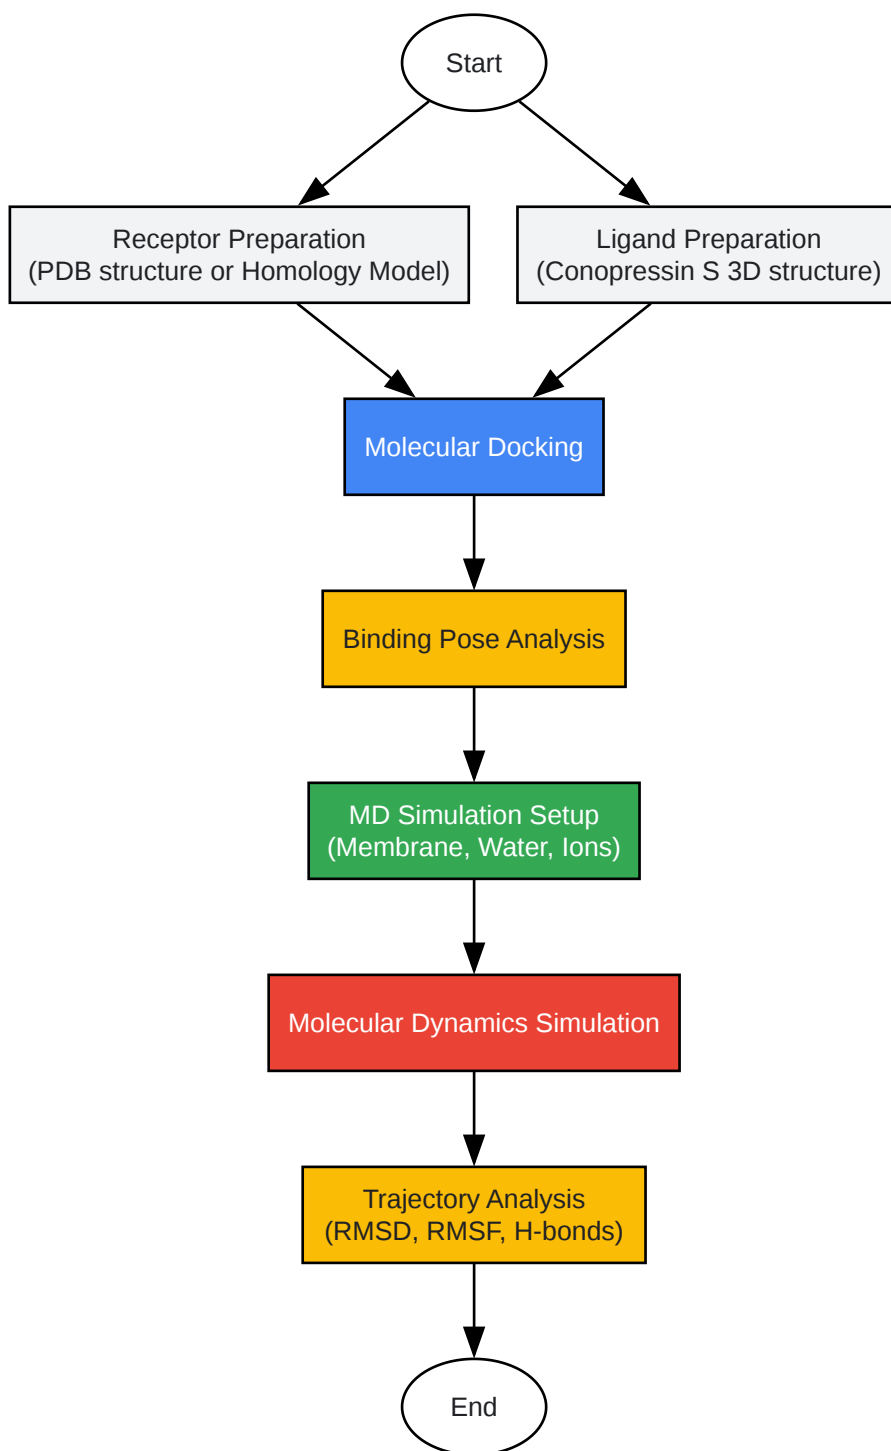 Start
Receptor Preparation
(PDB structure or Homology Model)
Ligand Preparation
(Conopressin S 3D structure)
Molecular Docking
Binding Pose Analysis
MD Simulation Setup
(Membrane, Water, Ions)
Molecular Dynamics Simulation
Trajectory Analysis
(RMSD, RMSF, H-bonds)
End